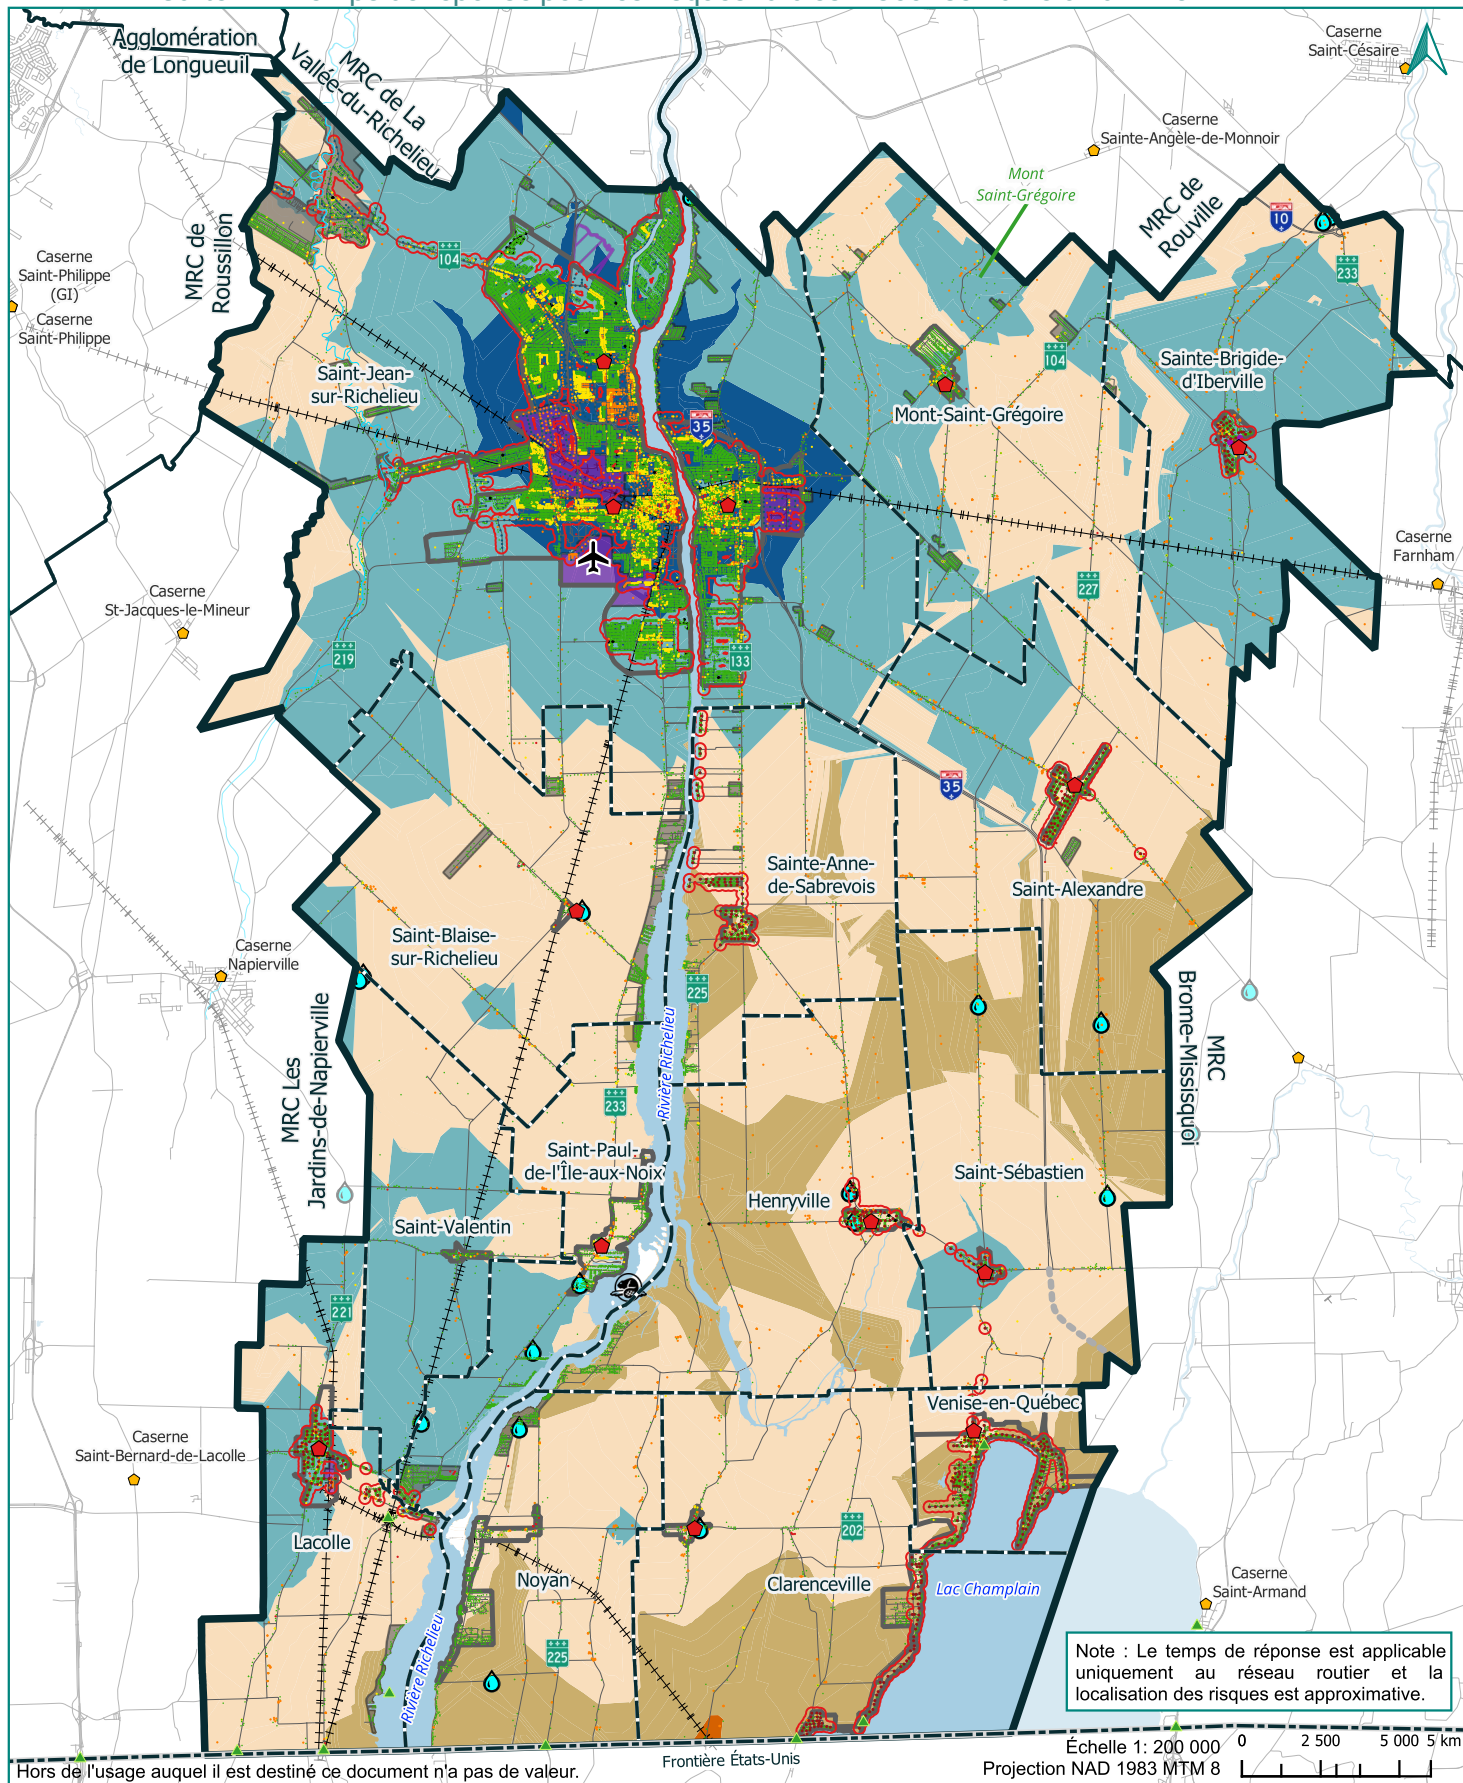 Agglomération
de Longueuil
MRC de La
Vallée-du-Richelieu
Caserne
Saint-Césaire
Caserne
Sainte-Angèle-de-Monnoir
Mont
Saint-Grégoire
MRC de
Rouville
10
233
MRC de
Roussillon
104
Caserne
Saint-Philippe
(GI)
Caserne
Saint-Philippe
Saint-Jean-
sur-Richelieu
35
104
Mont-Saint-Grégoire
Sainte-Brigide-
d'Iberville
Caserne
Farnham
Caserne
St-Jacques-le-Mineur
227
219
133
35
Sainte-Anne-
de-Sabrevois
Saint-Alexandre
Saint-Blaise-
sur-Richelieu
Caserne
Napierville
225
Rivière Richelieu
MRC
Brome-Missisquoi
MRC Les
Jardins-de-Napierville
233
Saint-Paul-
de-l'Île-aux-Noix
Saint-Sébastien
Henryville
Saint-Valentin
221
Venise-en-Québec
Caserne
Saint-Bernard-de-Lacolle
Lacolle
202
Noyan
Clarenceville
Lac Champlain
Caserne
Saint-Armand
Rivière Richelieu
225
Note : Le temps de réponse est applicable
uniquement au réseau routier et la
localisation des risques est approximative.
Frontière États-Unis
Échelle 1: 200 000
Projection NAD 1983 MTM 8
0 2 500 5 000 5 km
Hors de l'usage auquel il est destiné ce document n'a pas de valeur.